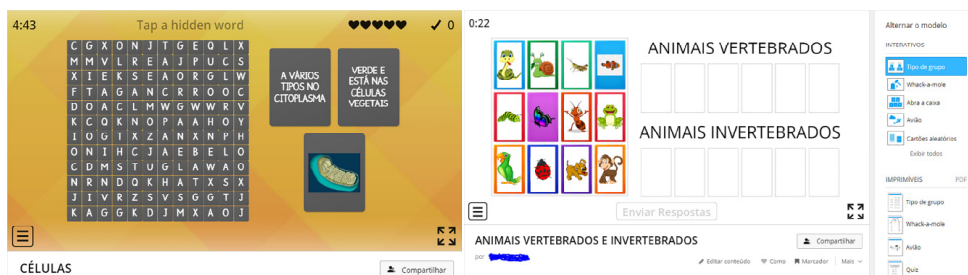 4:43
Tap a hidden word
0
C G X O N J T G E Q L X
M M V L R E A J P U C S
X I E K S E A O R G L W
F T A G A N C R R O O C
D O A C L M W G W W R V
K C Q K N O P A A H O Y
I O G T X Z A N X N P H
O N I H C J A E B E L O
C D M S T U G L A W A O
N R N D Q K H A T X S X
J I V R Z S V S G G T J
K A G G K D J M X A O J
A VÁRIOS
TIPOS NO
CITOPLASMA
VERDE E
ESTÁ NAS
CÉLULAS
VEGETAIS
CÉLULAS
Compartilhar
0:22
ANIMAIS VERTEBRADOS
ANIMAIS INVERTEBRADOS
Enviar Respostas
ANIMAIS VERTEBRADOS E INVERTEBRADOS
por
Compartilhar
Editar conteúdo
Como
Marcador
Mais
Alternar o modelo
INTERATIVOS
Tipo de grupo
Whack-a-mole
Abra a caixa
Avião
Cartões aleatórios
Exibir todos
IMPRIMÍVEIS
PDF
Tipo de grupo
Whack-a-mole
Avião
Quiz